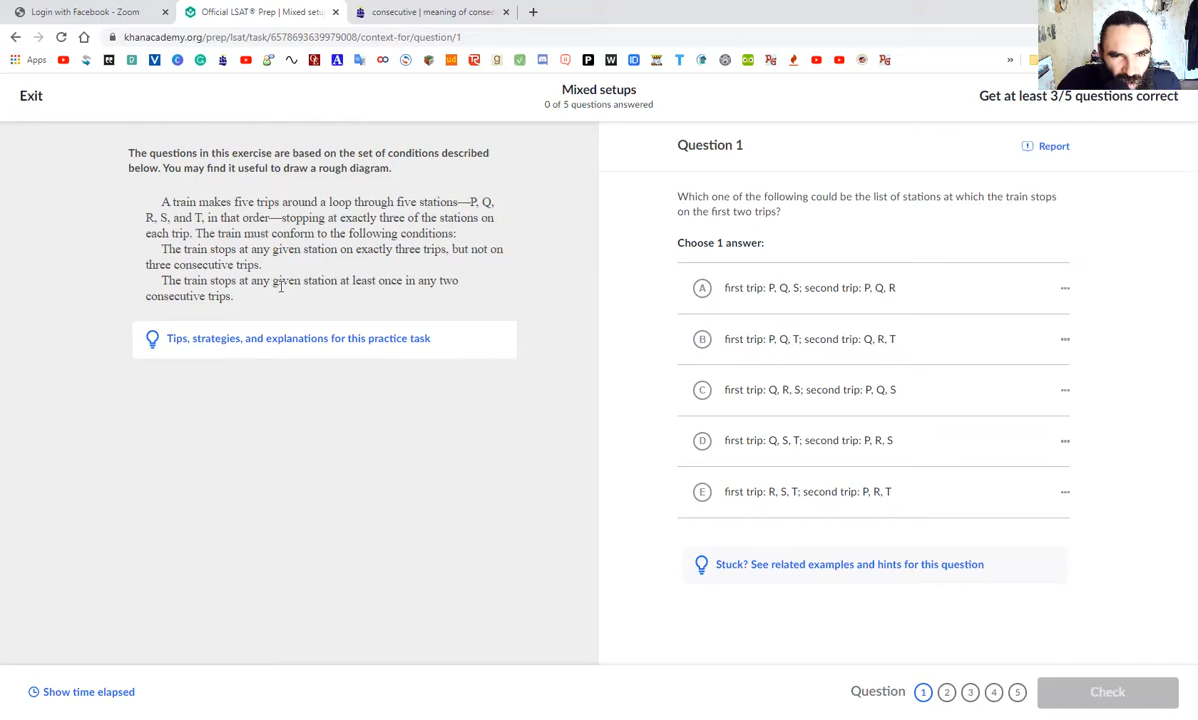 Login with Facebook - Zoom
Official LSAT® Prep | Mixed setu
consecutive | meaning of consec
khanacademy.org/prep/lsat/task/6578693639979008/context-for/question/1
Apps
Exit
Mixed setups
0 of 5 questions answered
Get at least 3/5 questions correct
The questions in this exercise are based on the set of conditions described
below. You may find it useful to draw a rough diagram.
A train makes five trips around a loop through five stations—P, Q,
R, S, and T, in that order—stopping at exactly three of the stations on
each trip. The train must conform to the following conditions:
The train stops at any given station on exactly three trips, but not on
three consecutive trips.
The train stops at any given station at least once in any two
consecutive trips.
Tips, strategies, and explanations for this practice task
Question 1
Report
Which one of the following could be the list of stations at which the train stops
on the first two trips?
Choose 1 answer:
A first trip: P, Q, S; second trip: P, Q, R
B first trip: P, Q, T; second trip: Q, R, T
C first trip: Q, R, S; second trip: P, Q, S
D first trip: Q, S, T; second trip: P, R, S
E first trip: R, S, T; second trip: P, R, T
Stuck? See related examples and hints for this question
Show time elapsed
Question 1 2 3 4 5
Check